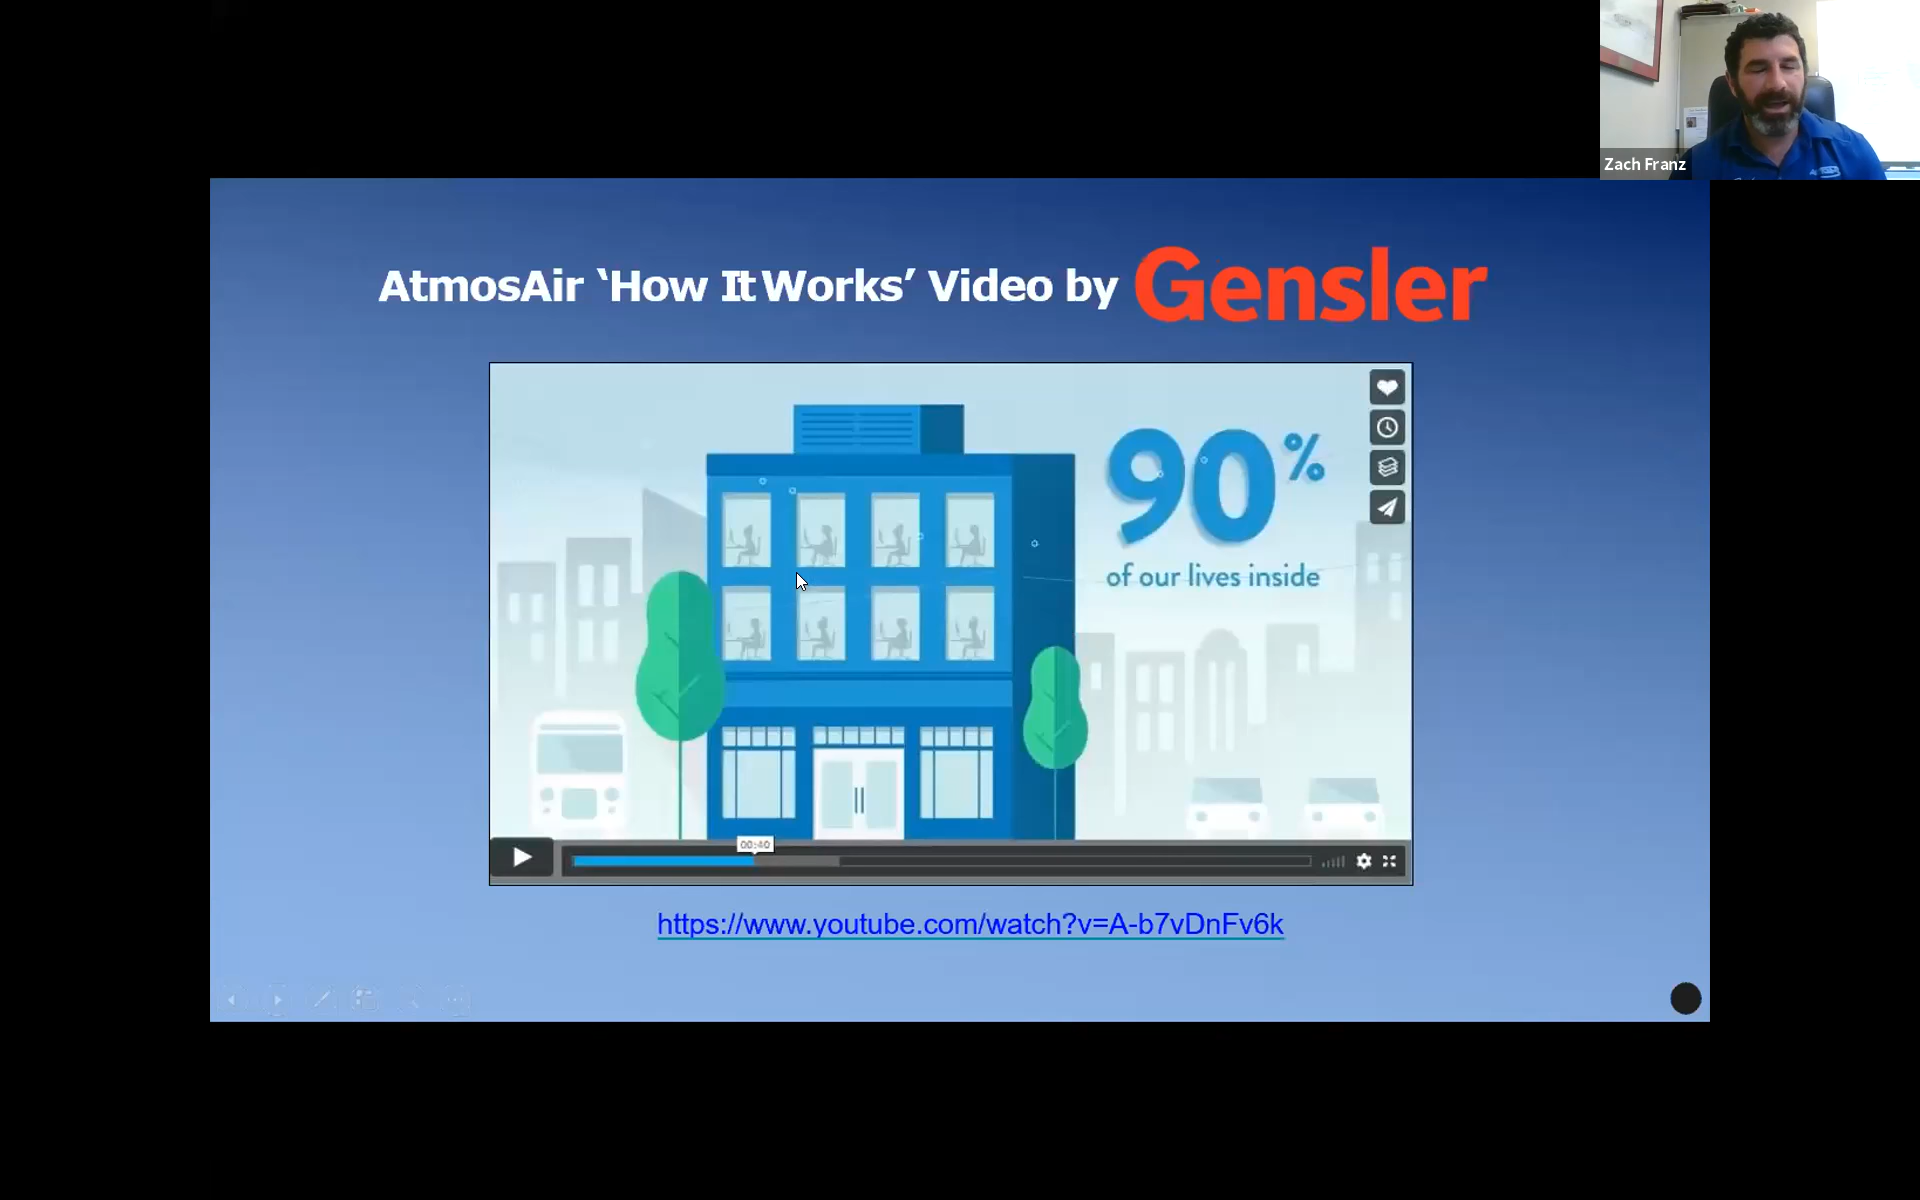 Zach Franz
AtmosAir ‘How It Works’ Video by Gensler
90%
of our lives inside
00:40
https://www.youtube.com/watch?v=A-b7vDnFv6k